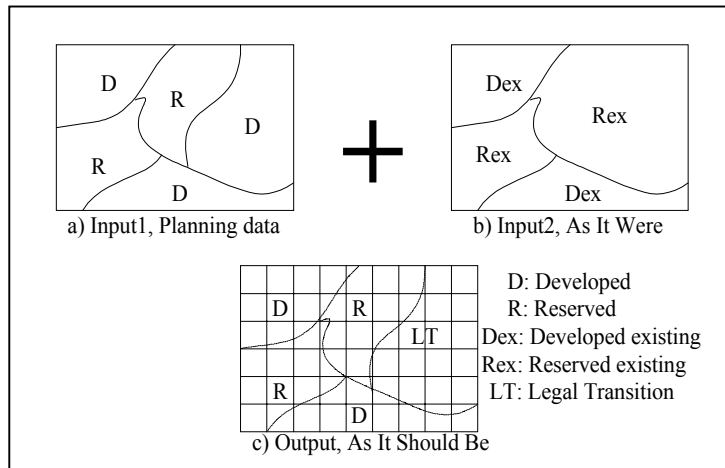 D
R
D
R
D
a) Input1, Planning data
Dex
Rex
Rex
Dex
b) Input2, As It Were
D
R
LT
R
D
c) Output, As It Should Be
D: Developed
R: Reserved
Dex: Developed existing
Rex: Reserved existing
LT: Legal Transition